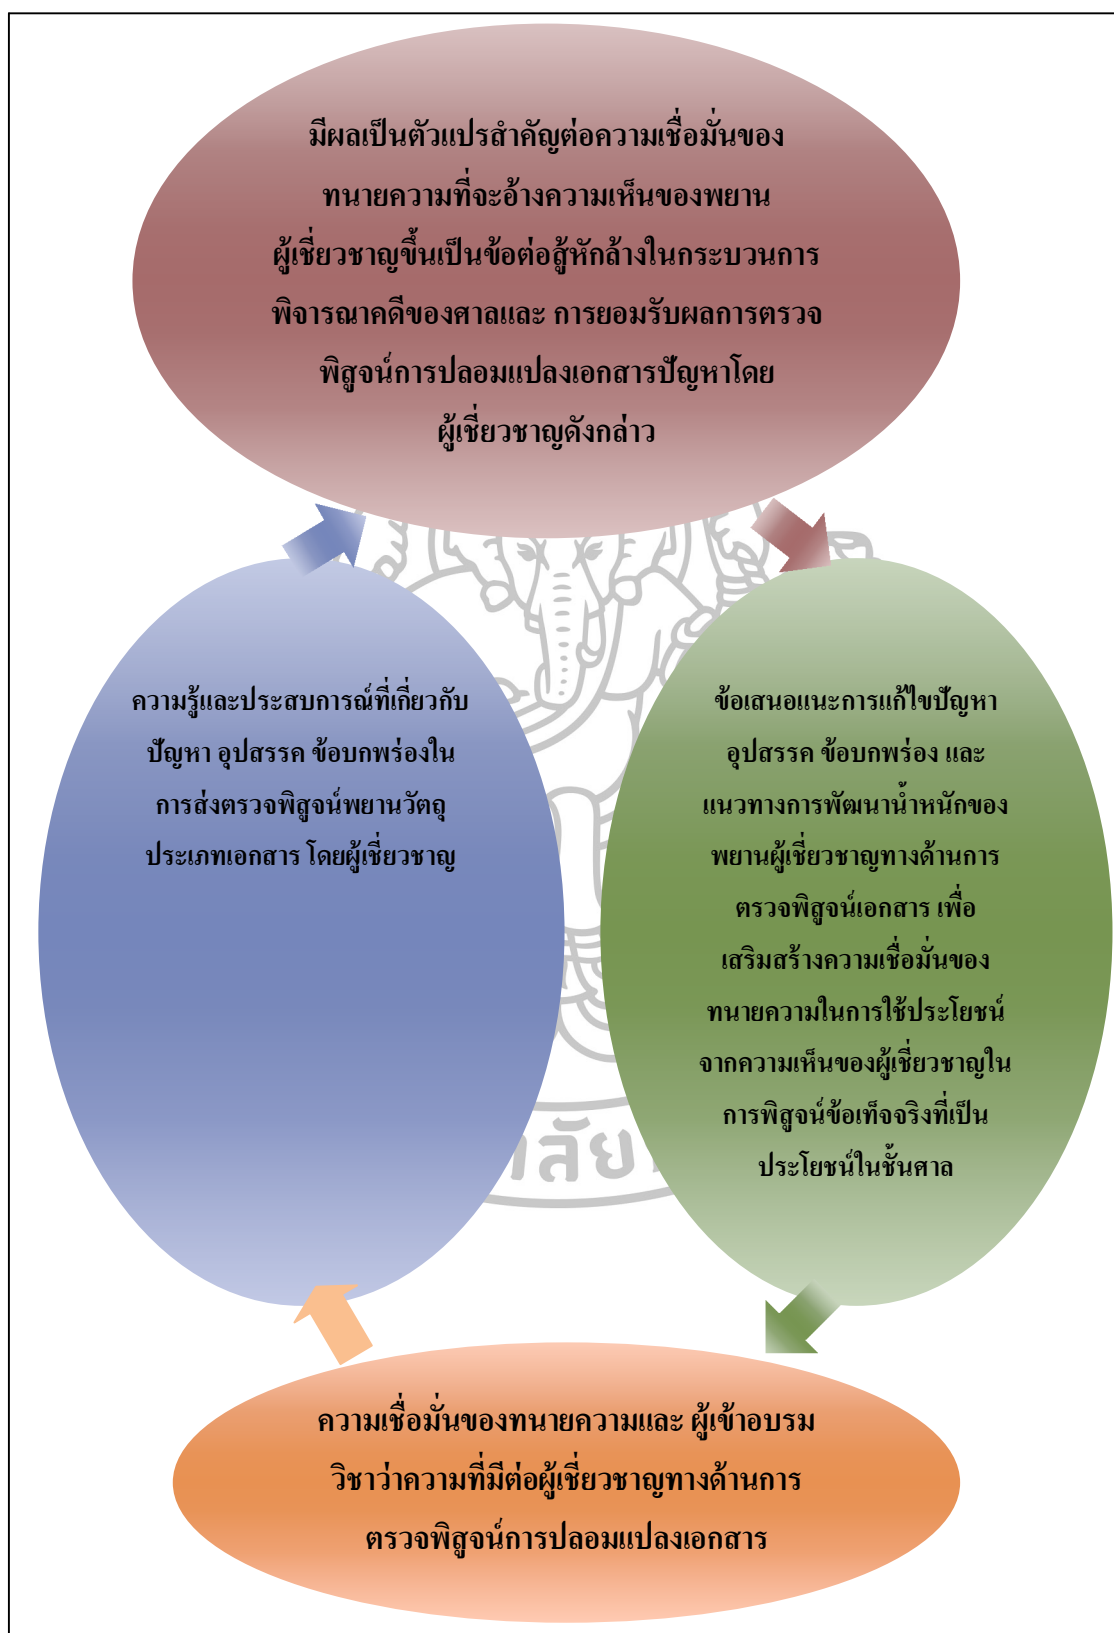 มีผลเป็นตัวแปรสำคัญต่อความเชื่อมั่นของ
ทนายความที่จะอ้างความเห็นของพยาน
ผู้เชี่ยวชาญขึ้นเป็นข้อต่อสู้หักล้างในกระบวนการ
พิจารณาคดีของศาลและ การยอมรับผลการตรวจ
พิสูจน์การปลอมแปลงเอกสารปัญหาโดย
ผู้เชี่ยวชาญดังกล่าว
ความรู้และประสบการณ์ที่เกี่ยวกับ
ปัญหา อุปสรรค ข้อบกพร่องใน
การส่งตรวจพิสูจน์พยานวัตถุ
ประเภทเอกสาร โดยผู้เชี่ยวชาญ
ข้อเสนอแนะการแก้ไขปัญหา
อุปสรรค ข้อบกพร่อง และ
แนวทางการพัฒนาน้ำหนักของ
พยานผู้เชี่ยวชาญทางด้านการ
ตรวจพิสูจน์เอกสาร เพื่อ
เสริมสร้างความเชื่อมั่นของ
ทนายความในการใช้ประโยชน์
จากความเห็นของผู้เชี่ยวชาญใน
การพิสูจน์ข้อเท็จจริงที่เป็น
ประโยชน์ในชั้นศาล
ความเชื่อมั่นของทนายความและ ผู้เข้าอบรม
วิชาว่าความที่มีต่อผู้เชี่ยวชาญทางด้านการ
ตรวจพิสูจน์การปลอมแปลงเอกสาร